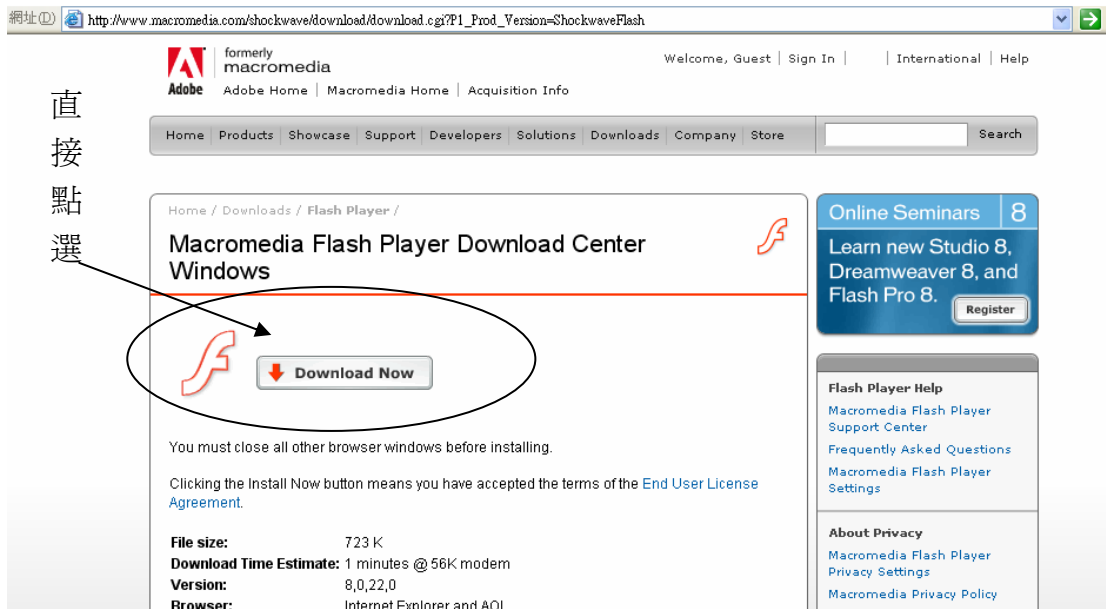 網址(D) http://www.macromedia.com/shockwave/download/download.cgi?P1_Prod_Version=ShockwaveFlash
Adobe
formerly
macromedia
Welcome, Guest | Sign In | | International | Help
Adobe Home | Macromedia Home | Acquisition Info
直接點選
Home Products Showcase Support Developers Solutions Downloads Company Store Search
Home / Downloads / Flash Player /
Macromedia Flash Player Download Center
Windows
Download Now
You must close all other browser windows before installing.
Clicking the Install Now button means you have accepted the terms of the End User License
Agreement.
File size: 723 K
Download Time Estimate: 1 minutes @ 56K modem
Version: 8,0,22,0
Browser: Internet Explorer and AOL
Online Seminars 8
Learn new Studio 8,
Dreamweaver 8, and
Flash Pro 8.
Register
Flash Player Help
Macromedia Flash Player
Support Center
Frequently Asked Questions
Macromedia Flash Player
Settings
About Privacy
Macromedia Flash Player
Privacy Settings
Macromedia Privacy Policy